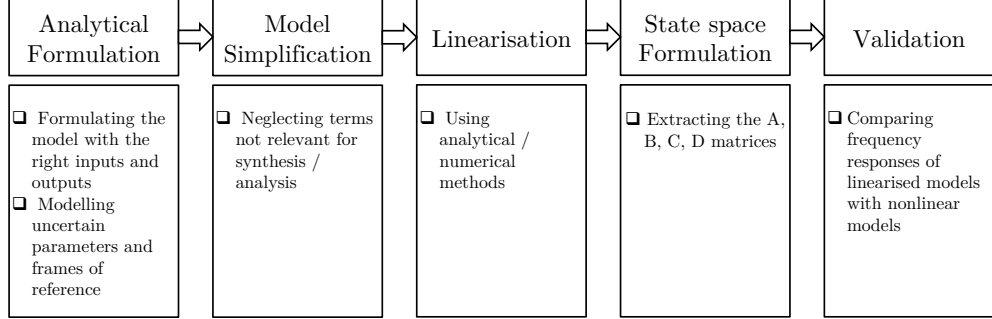 Analytical
Formulation
Model
Simplification
Linearisation
State space
Formulation
Validation
Formulating the
model with the
right inputs and
outputs
Modelling
uncertain
parameters and
frames of
reference
Neglecting terms
not relevant for
synthesis /
analysis
Using
analytical /
numerical
methods
Extracting the A,
B, C, D matrices
Comparing
frequency
responses of
linearised models
with nonlinear
models